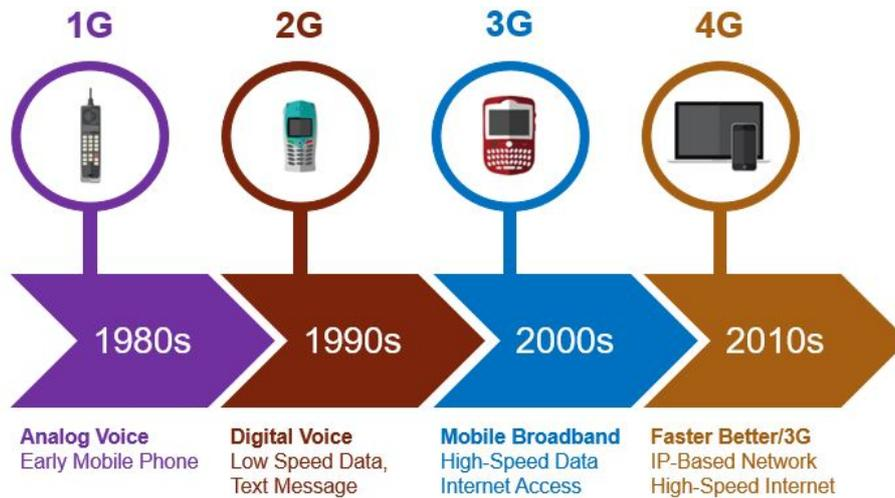 1G
2G
3G
4G
1980s
1990s
2000s
2010s
Analog Voice
Early Mobile Phone
Digital Voice
Low Speed Data,
Text Message
Mobile Broadband
High-Speed Data
Internet Access
Faster Better/3G
IP-Based Network
High-Speed Internet